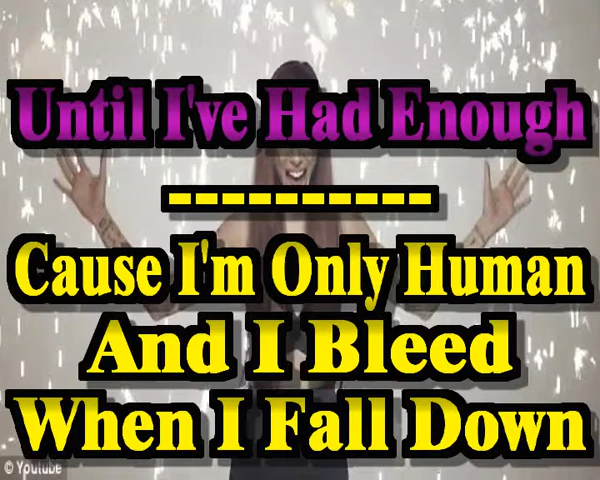 Until I've Had Enough
----------
Cause I'm Only Human
And I Bleed
When I Fall Down
© Youtube